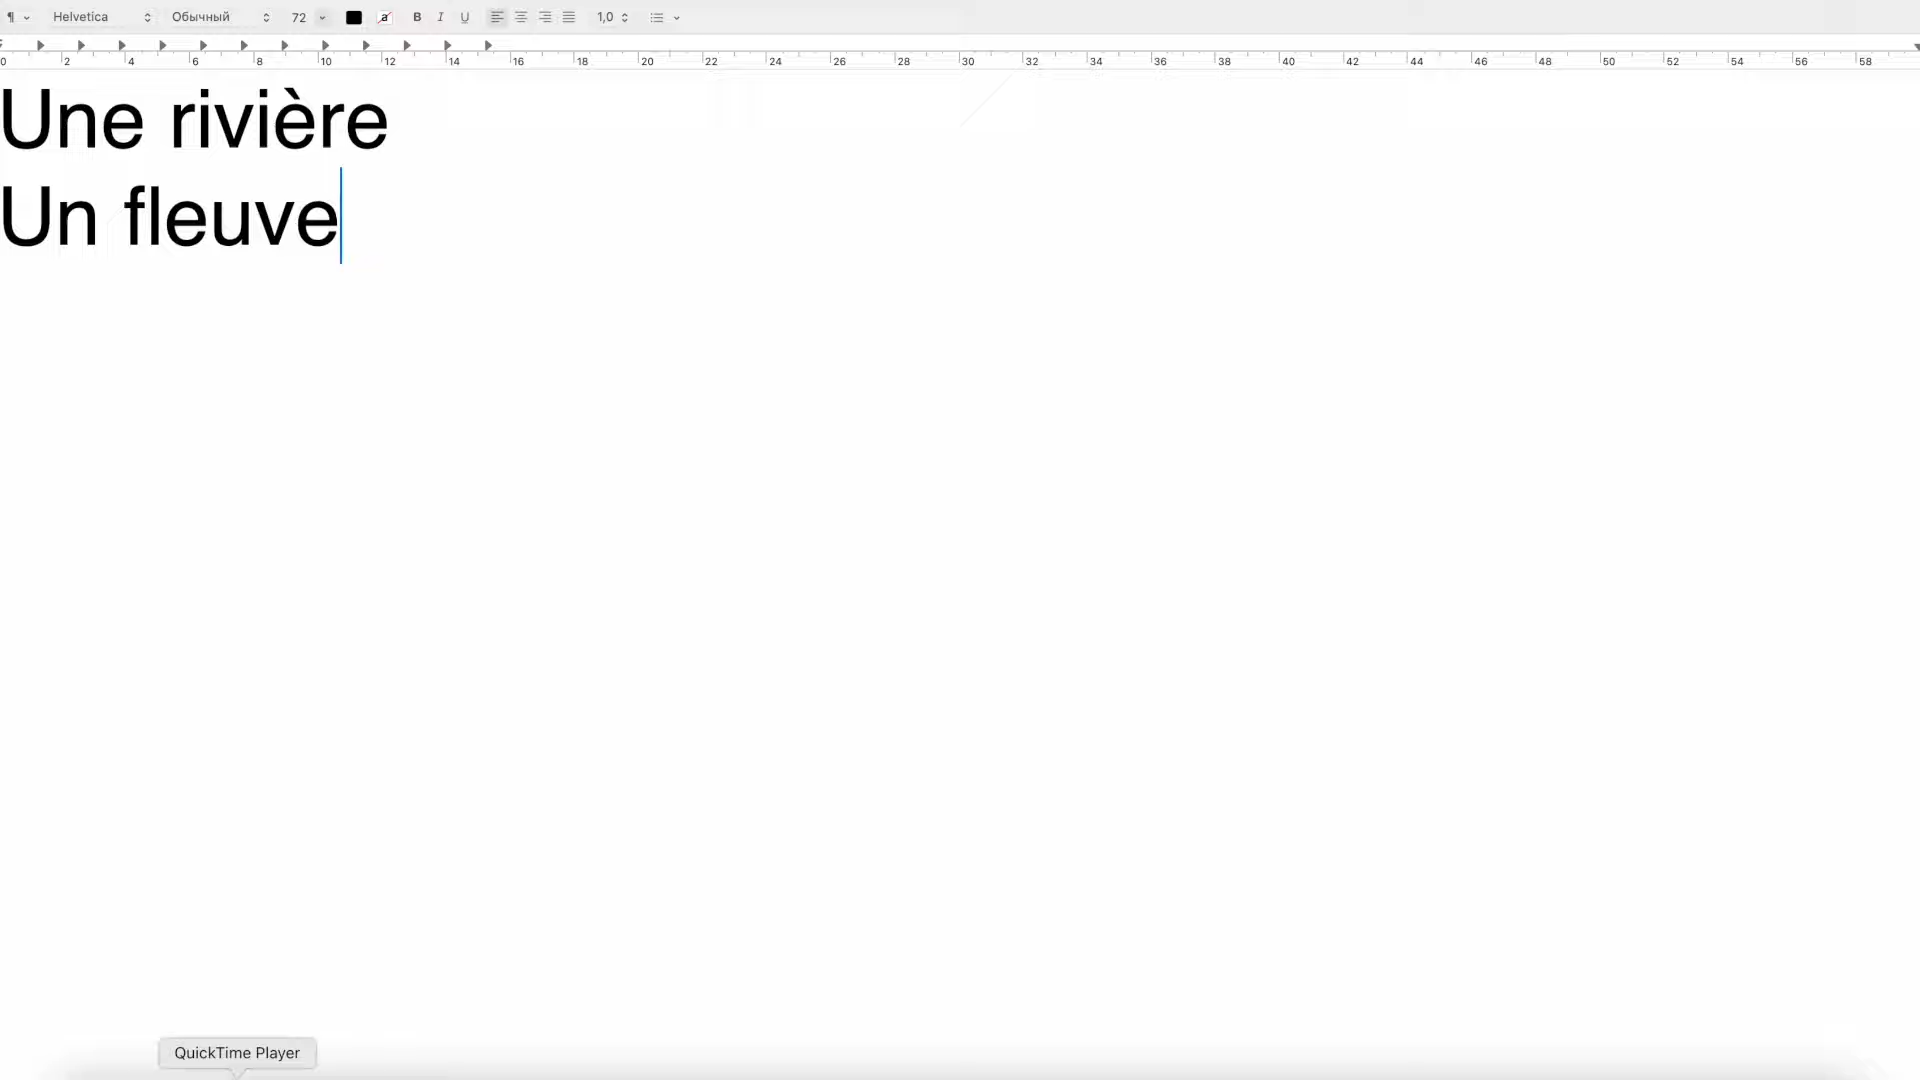 ¶ Helvetica Обычный 72 a B I U 1,0
0 2 4 6 8 10 12 14 16 18 20 22 24 26 28 30 32 34 36 38 40 42 44 46 48 50 52 54 56 58
Une rivière
Un fleuve
QuickTime Player